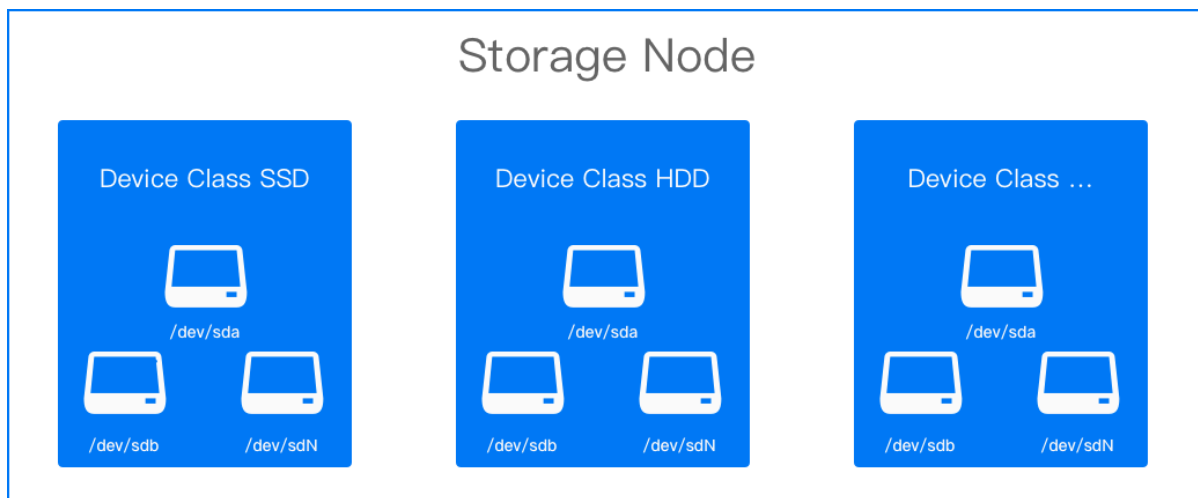 Storage Node
Device Class SSD
/dev/sda
/dev/sdb
/dev/sdN
Device Class HDD
/dev/sda
/dev/sdb
/dev/sdN
Device Class ...
/dev/sda
/dev/sdb
/dev/sdN